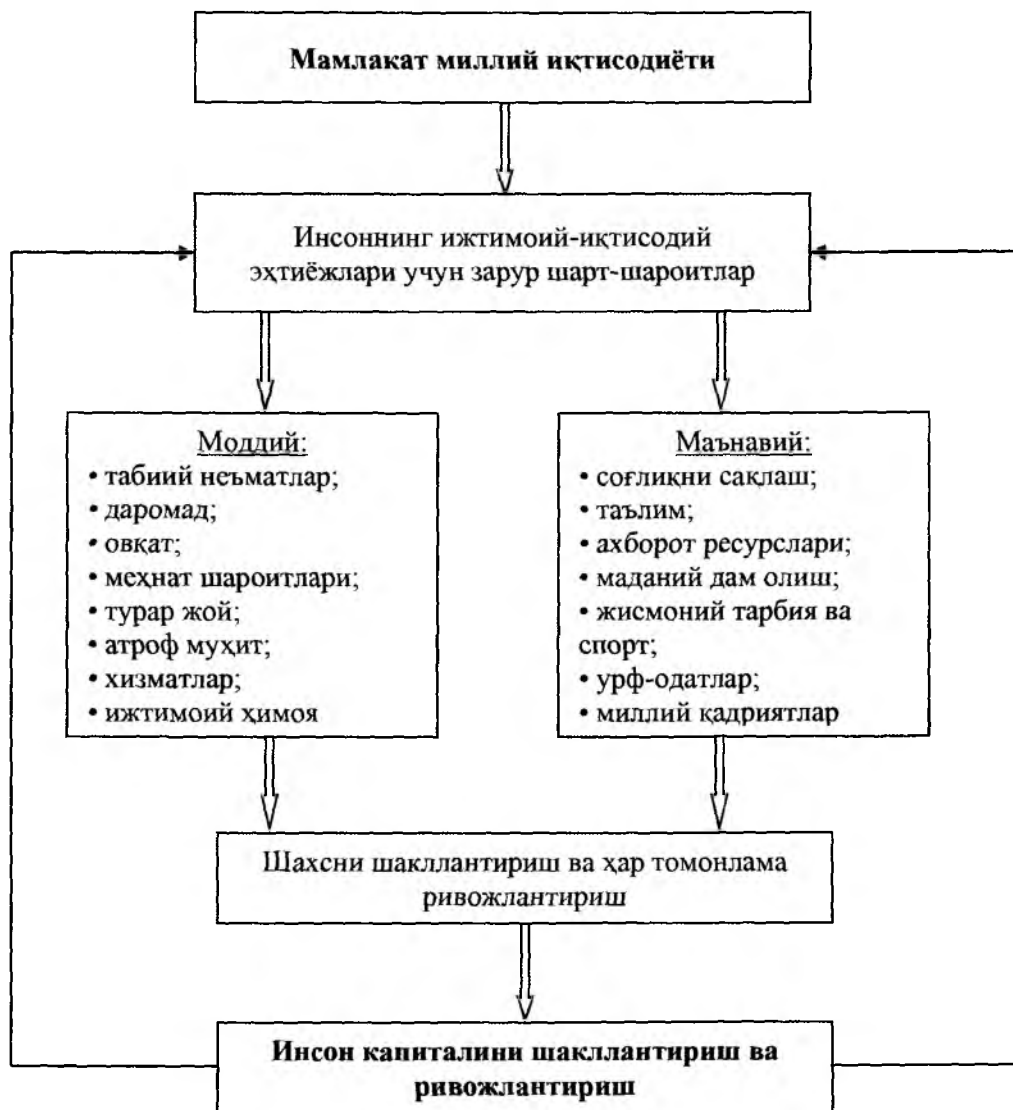 Мамлакат миллий иқтисодиёти
Инсоннинг ижтимоий-иқтисодий
эҳтиёжлари учун зарур шарт-шароитлар
Моддий:
• табиий неъматлар;
• даромад;
• овқат;
• меҳнат шароитлари;
• турар жой;
• атроф муҳит;
• хизматлар;
• ижтимоий ҳимоя
Маънавий:
• соғлиқни сақлаш;
• таълим;
• ахборот ресурслари;
• маданий дам олиш;
• жисмоний тарбия ва
спорт;
• урф-одатлар;
• миллий қадриятлар
Шахсни шакллантириш ва ҳар томонлама
ривожлантириш
Инсон капиталини шакллантириш ва
ривожлантириш